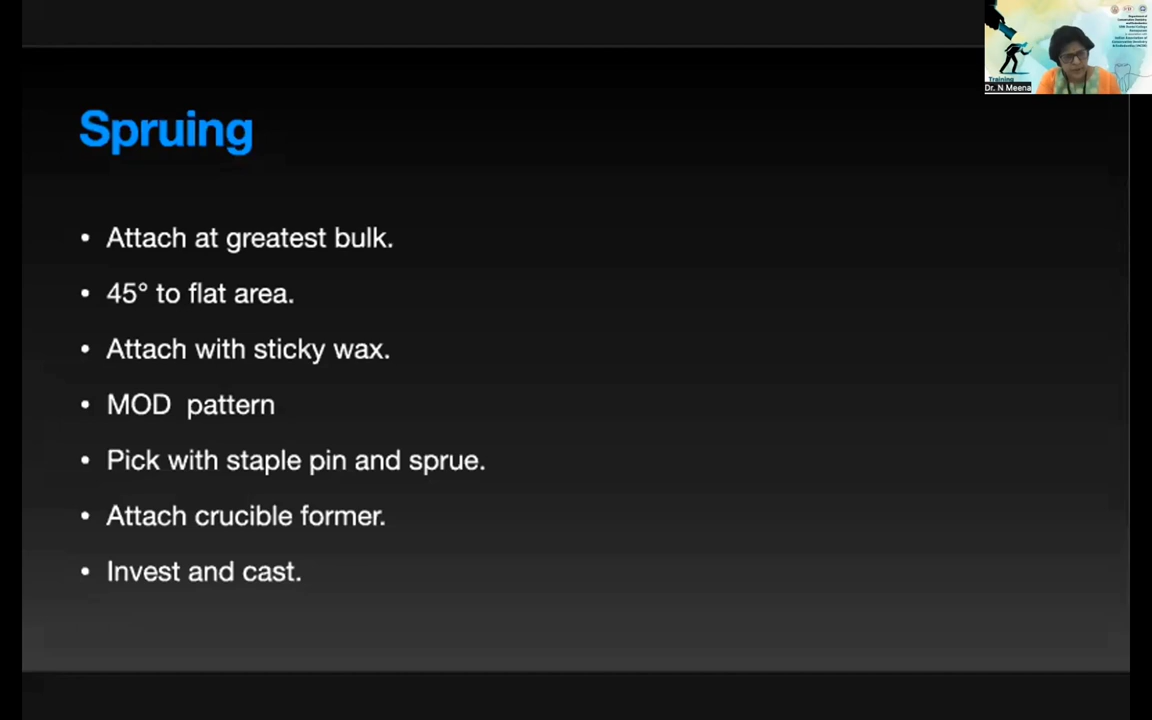 Spruing
• Attach at greatest bulk.
• 45° to flat area.
• Attach with sticky wax.
• MOD pattern
• Pick with staple pin and sprue.
• Attach crucible former.
• Invest and cast.
Training
Dr. N Meena